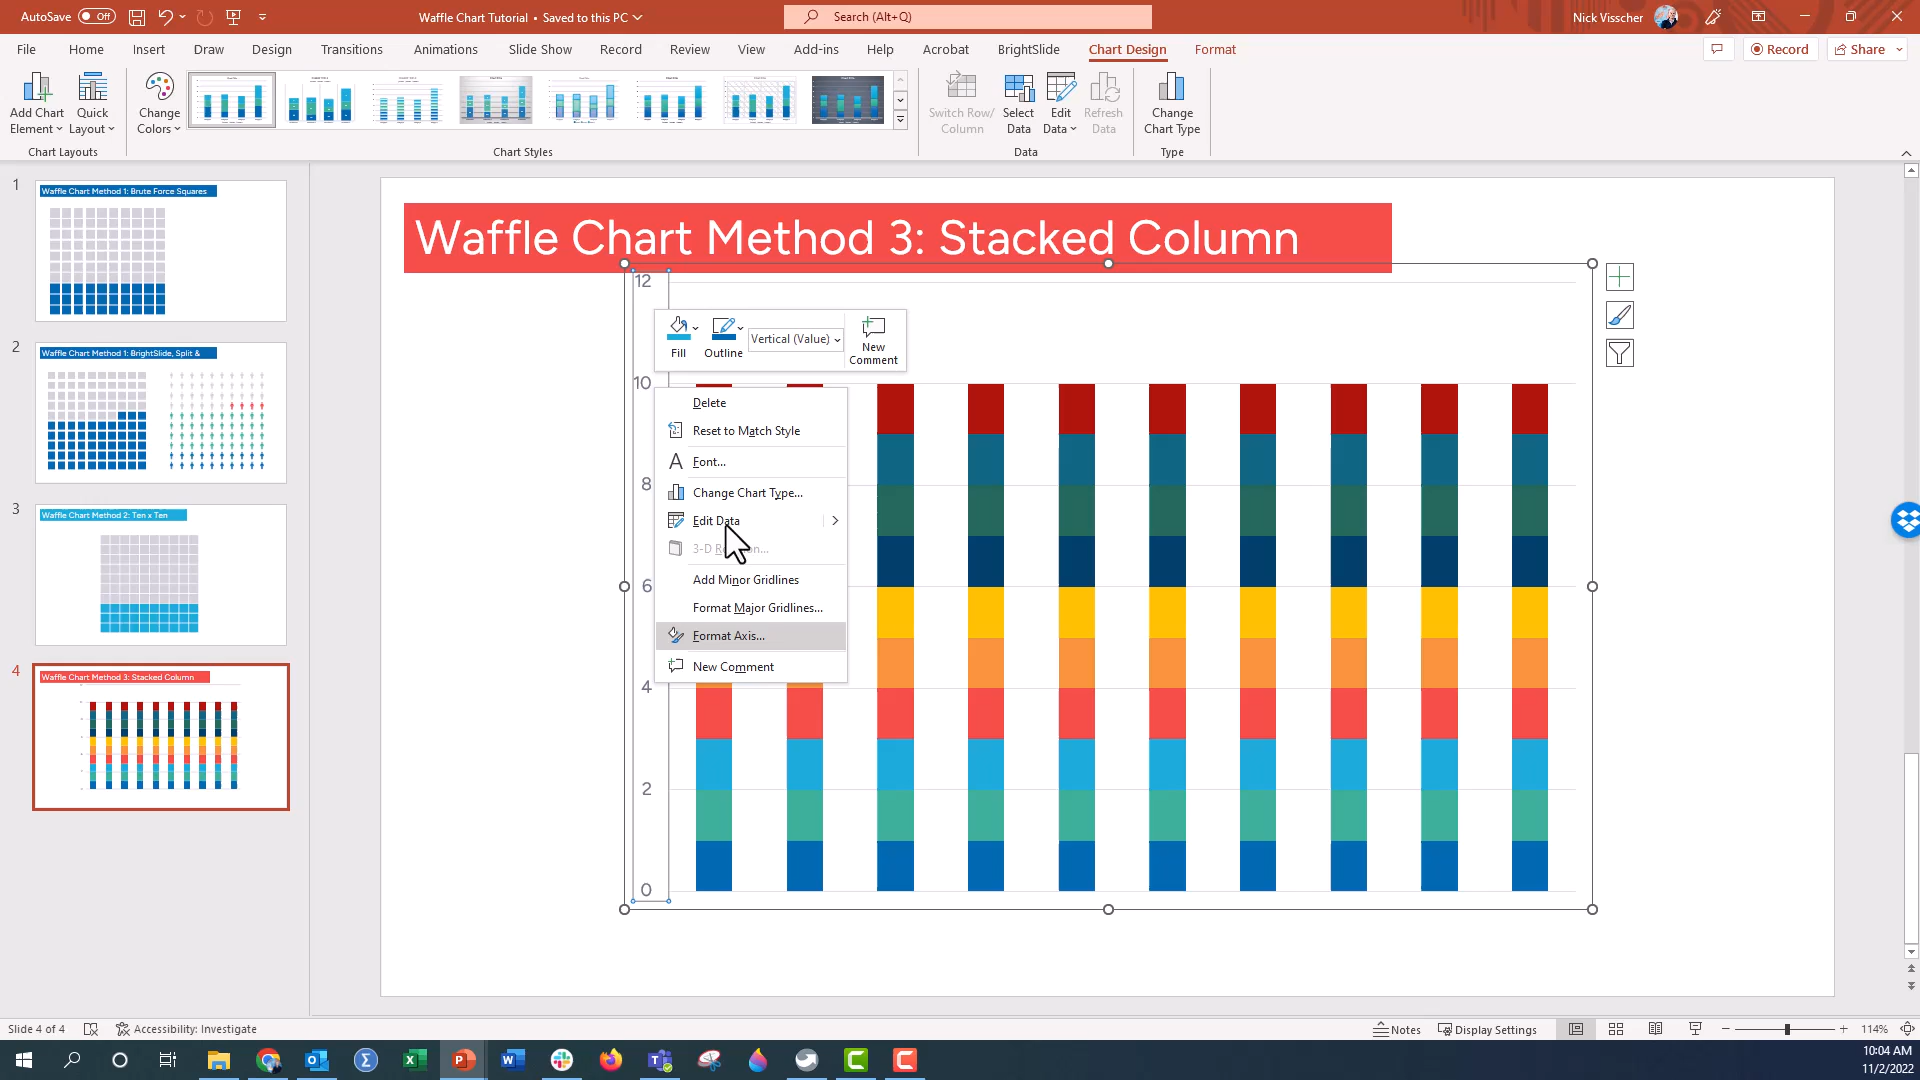 AutoSave Off
Waffle Chart Tutorial • Saved to this PC
Search (Alt+Q)
Nick Visscher
File Home Insert Draw Design Transitions Animations Slide Show Record Review View Add-ins Help Acrobat BrightSlide Chart Design Format
Record Share
Add Chart Element
Quick Layout
Change Colors
Switch Row/ Column
Select Data
Edit Data
Refresh Data
Change Chart Type
Chart Layouts
Chart Styles
Data
Type
1
Waffle Chart Method 1: Brute Force Squares
2
Waffle Chart Method 1: BrightSlide, Split &
3
Waffle Chart Method 2: Ten x Ten
4
Waffle Chart Method 3: Stacked Column
Waffle Chart Method 3: Stacked Column
12
10
8
6
4
2
0
Fill
Outline
Vertical (Value)
New Comment
Delete
Reset to Match Style
Font...
Change Chart Type...
Edit Data
Add Minor Gridlines
Format Major Gridlines...
Format Axis...
New Comment
Slide 4 of 4
Accessibility: Investigate
Notes
Display Settings
114%
10:04 AM
11/2/2022